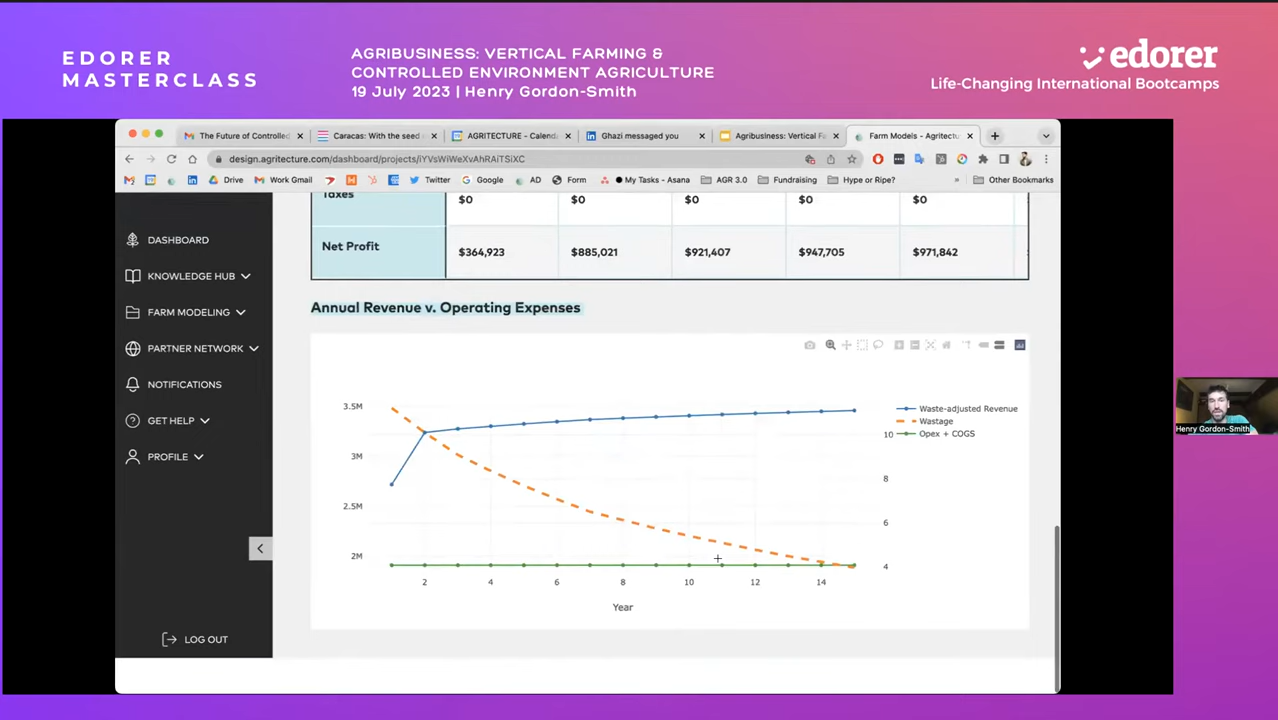 EDORER
MASTERCLASS
AGRIBUSINESS: VERTICAL FARMING &
CONTROLLED ENVIRONMENT AGRICULTURE
19 July 2023 | Henry Gordon-Smith
edorer
Life-Changing International Bootcamps
The Future of Controlled
Caracas: With the seed a
AGRITECTURE - Calenda
Ghazi messaged you
Agribusiness: Vertical Fa
Farm Models - Agritectu
design.agritecture.com/dashboard/projects/iYVsWiWeXvAhRAiTSiXC
Drive
Work Gmail
Twitter
Google
AD
Form
My Tasks - Asana
AGR 3.0
Fundraising
Hype or Ripe?
»
Other Bookmarks
DASHBOARD
KNOWLEDGE HUB
FARM MODELING
PARTNER NETWORK
NOTIFICATIONS
GET HELP
PROFILE
LOG OUT
Taxes $0 $0 $0 $0 $0
Net Profit $364,923 $885,021 $921,407 $947,705 $971,842
Annual Revenue v. Operating Expenses
Waste-adjusted Revenue
Wastage
Opex + COGS
3.5M
3M
2.5M
2M
10
8
6
4
2 4 6 8 10 12 14
Year
Henry Gordon-Smith